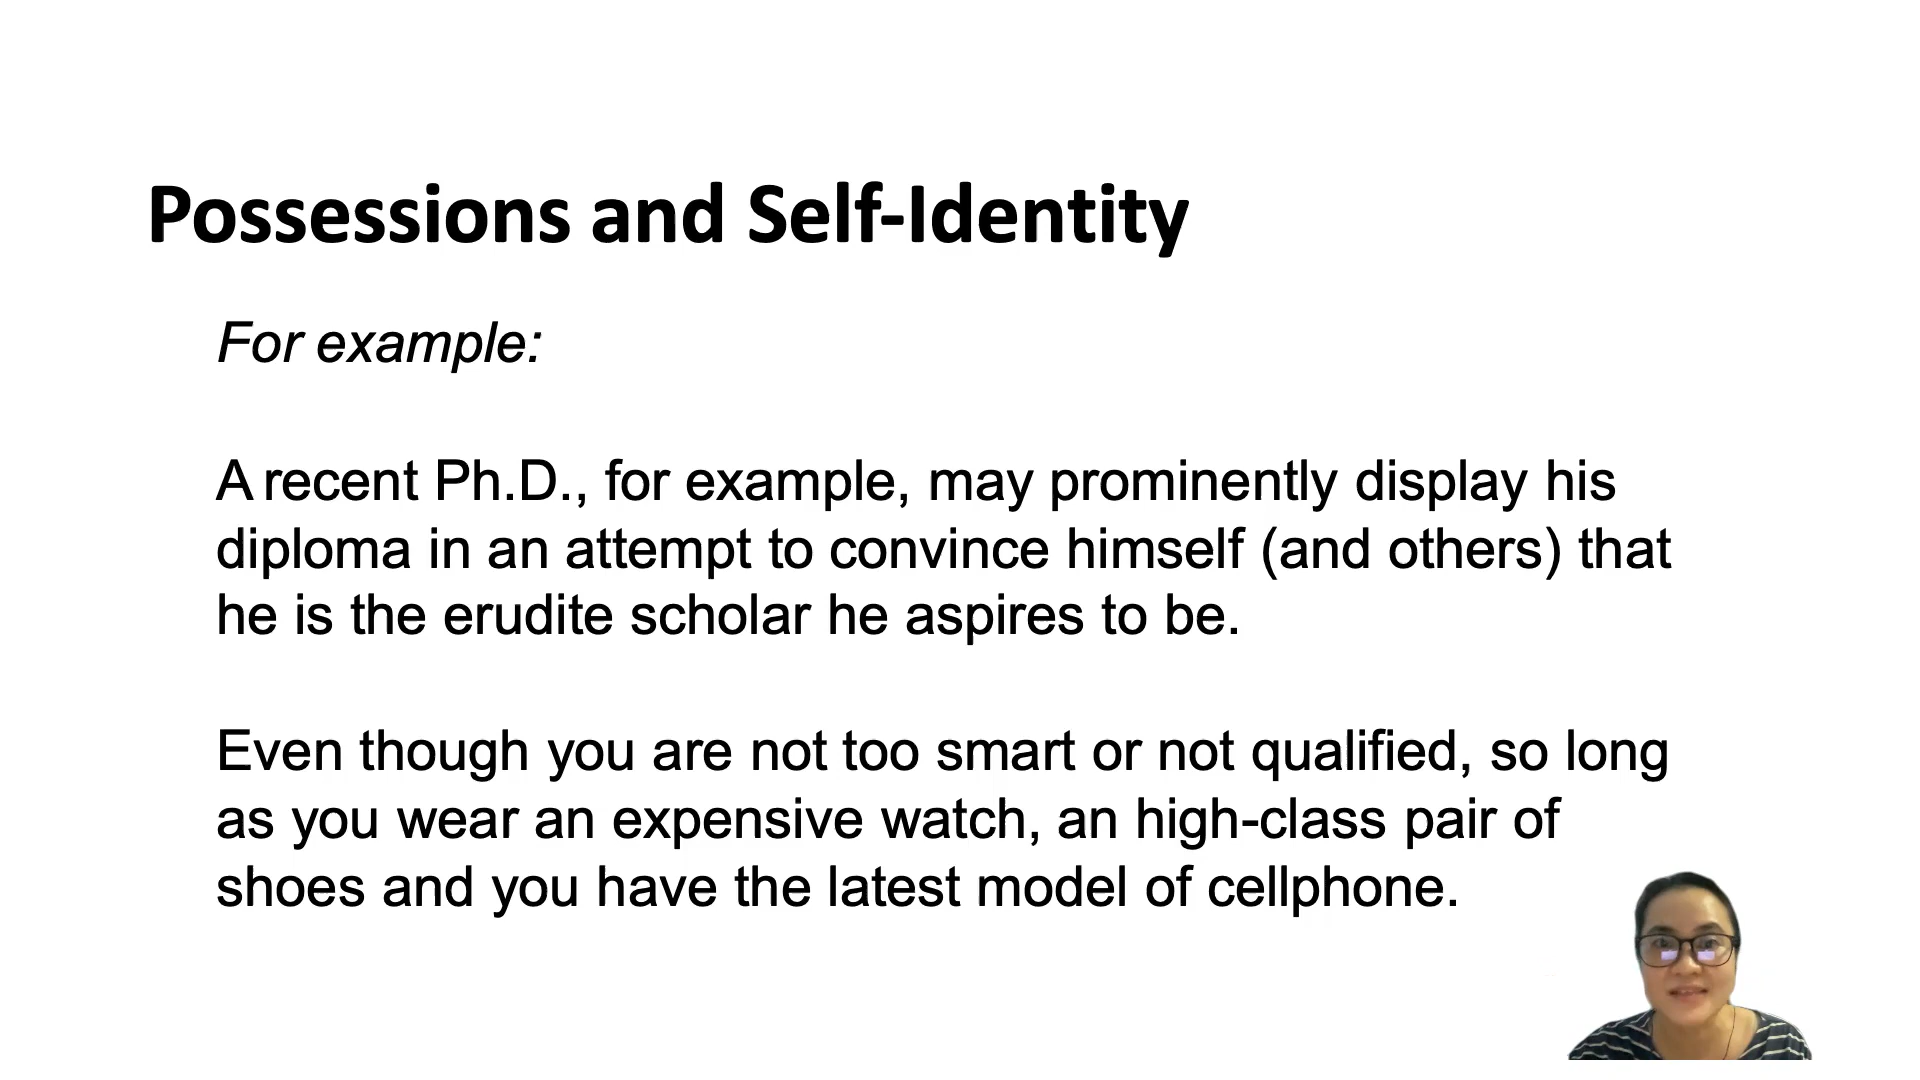 Possessions and Self-Identity
For example:
A recent Ph.D., for example, may prominently display his
diploma in an attempt to convince himself (and others) that
he is the erudite scholar he aspires to be.
Even though you are not too smart or not qualified, so long
as you wear an expensive watch, an high-class pair of
shoes and you have the latest model of cellphone.